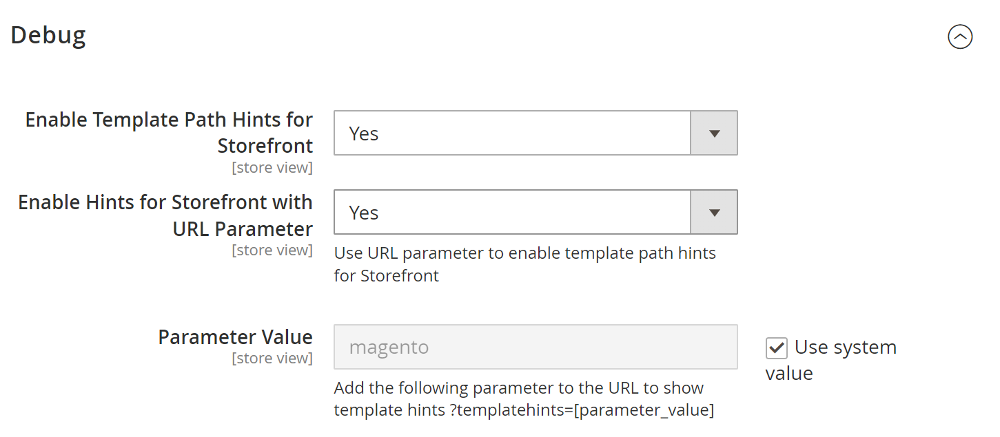 Debug
Enable Template Path Hints for
Storefront
[store view]
Yes
Enable Hints for Storefront with
URL Parameter
[store view]
Yes
Use URL parameter to enable template path hints
for Storefront
Parameter Value
[store view]
magento
Use system
value
Add the following parameter to the URL to show
template hints ?templatehints=[parameter_value]